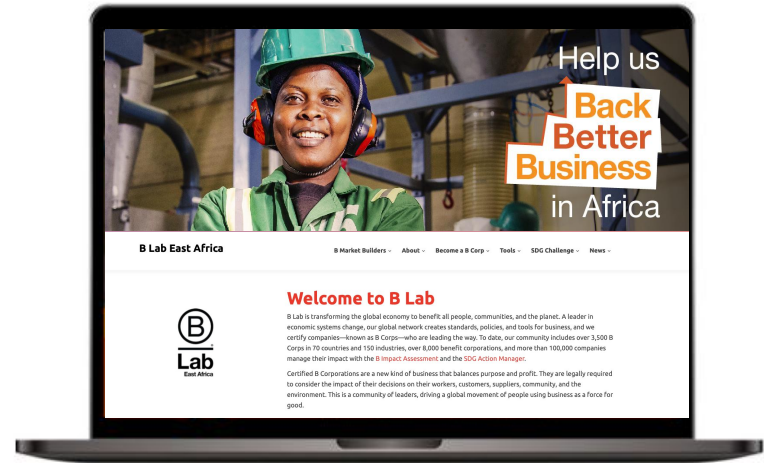 Help us
Back
Better
Business
in Africa
B Lab East Africa
B Market Builders
About
Become a B Corp
Tools
SDG Challenge
News
Welcome to B Lab
B Lab is transforming the global economy to benefit all people, communities, and the planet. A leader in
economic systems change, our global network creates standards, policies, and tools for business, and we
certify companies—known as B Corps—who are leading the way. To date, our community includes over 3,500 B
Corps in 70 countries and 150 industries, over 8,000 benefit corporations, and more than 100,000 companies
manage their impact with the B Impact Assessment and the SDG Action Manager.
B
Lab
East Africa
Certified B Corporations are a new kind of business that balances purpose and profit. They are legally required
to consider the impact of their decisions on their workers, customers, suppliers, community, and the
environment. This is a community of leaders, driving a global movement of people using business as a force for
good.